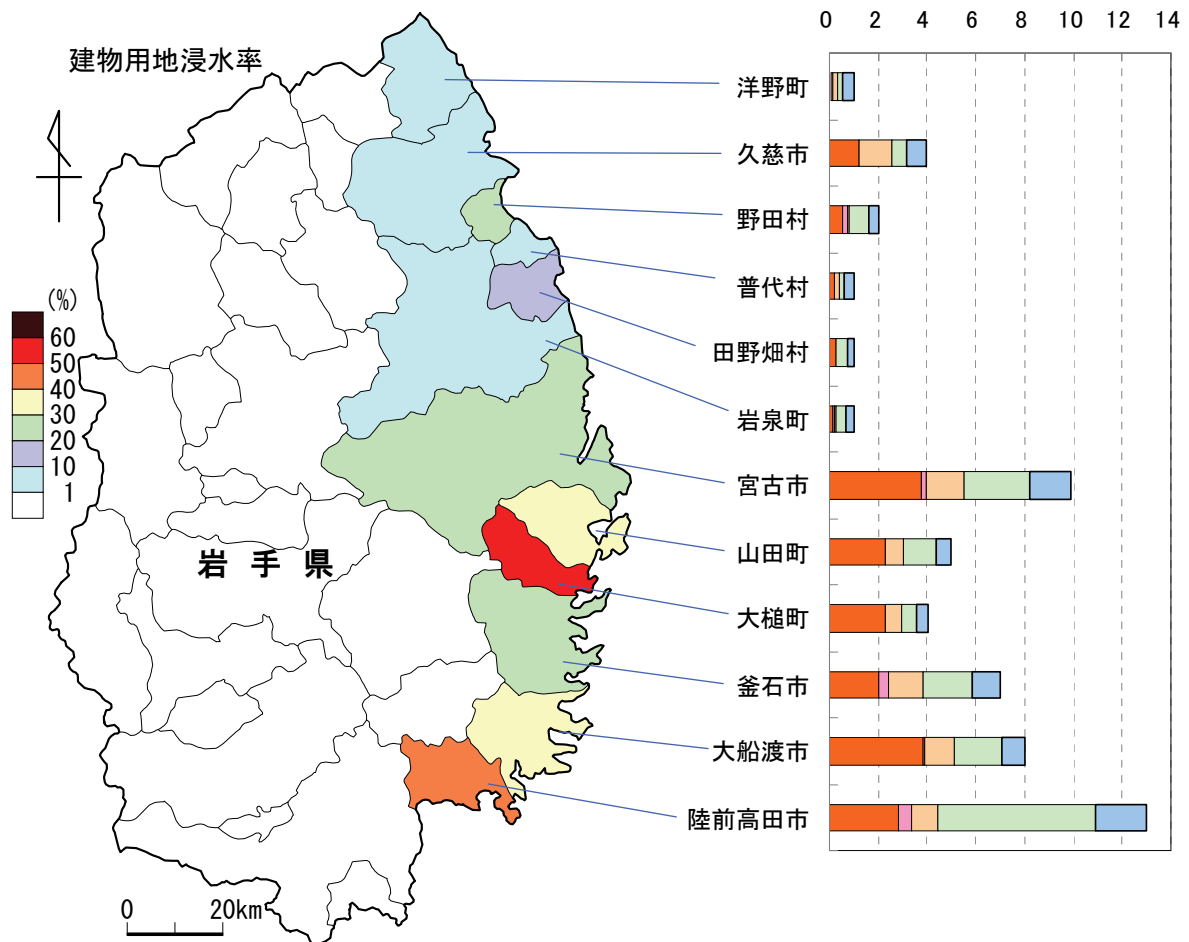 建物用地浸水率
(%)
60
50
40
30
20
10
1
岩手県
0 20km
0 2 4 6 8 10 12 14
洋野町
久慈市
野田村
普代村
田野畑村
岩泉町
宮古市
山田町
大槌町
釜石市
大船渡市
陸前高田市